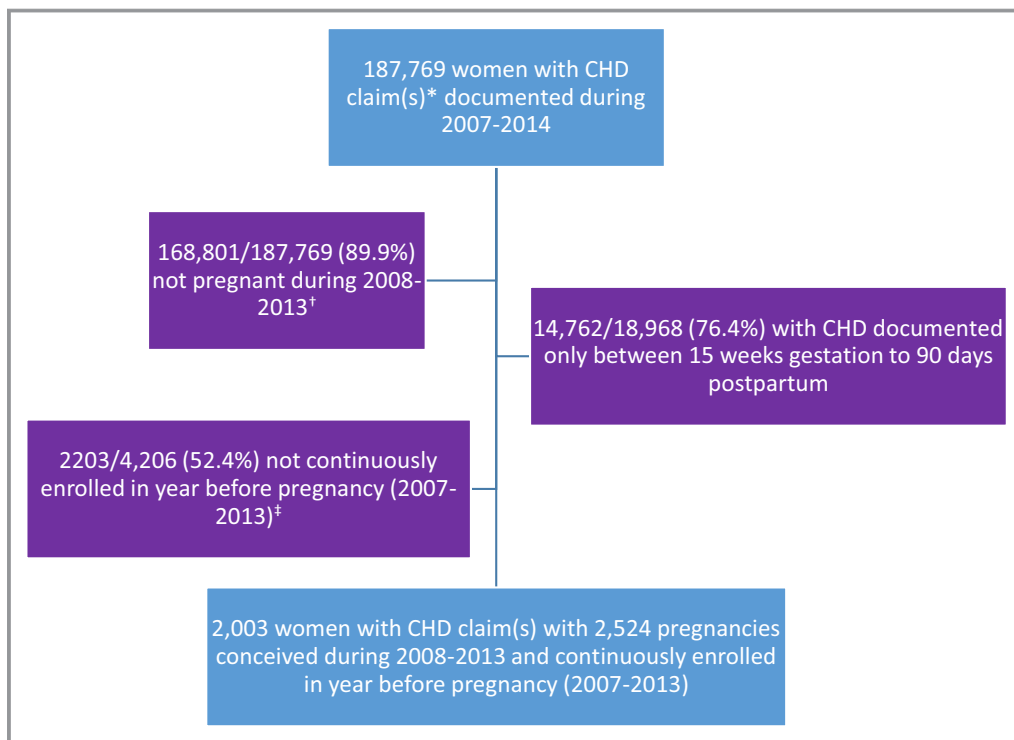 187,769 women with CHD
claim(s)* documented during
2007-2014
168,801/187,769 (89.9%)
not pregnant during 2008-
2013†
14,762/18,968 (76.4%) with CHD documented
only between 15 weeks gestation to 90 days
postpartum
2203/4,206 (52.4%) not continuously
enrolled in year before pregnancy (2007-
2013)‡
2,003 women with CHD claim(s) with 2,524 pregnancies
conceived during 2008-2013 and continuously enrolled
in year before pregnancy (2007-2013)